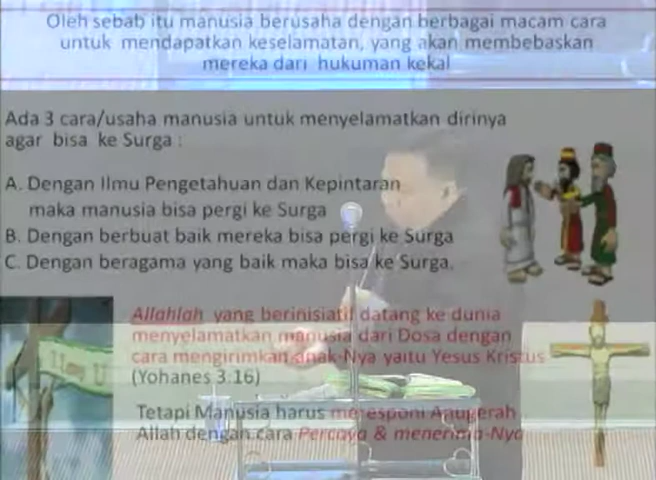 Oleh sebab itu manusia berusaha dengan berbagai macam cara
untuk mendapatkan keselamatan, yang akan membebaskan
mereka dari hukuman kekal
Ada 3 cara/usaha manusia untuk menyelamatkan dirinya
agar bisa ke Surga :
A. Dengan Ilmu Pengetahuan dan Kepintaran
maka manusia bisa pergi ke Surga
B. Dengan berbuat baik mereka bisa pergi ke Surga
C. Dengan beragama yang baik maka bisa ke Surga.
Allahlah yang berinisiatif datang ke dunia
menyelamatkan manusia dari Dosa dengan
cara mengirimkan anak-Nya yaitu Yesus Kristus
(Yohanes 3:16)
Tetapi Manusia harus meresponi Anugerah
Allah dengan cara Percaya & menerima-Nya